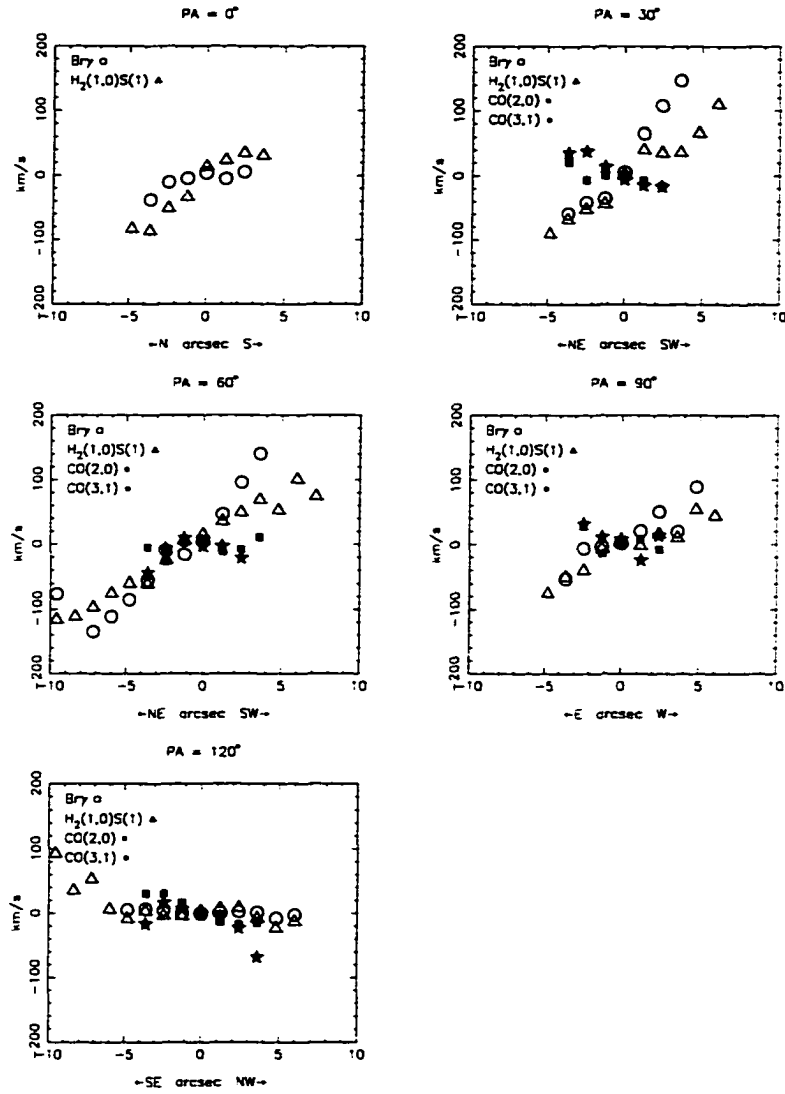 PA = 0°
200
100
0
-100
-200
km/s
Brγ o
H₂(1,0)S(1) ▵
-10 -5 0 5 10
←N arcsec S→
PA = 30°
200
100
0
-100
-200
km/s
Brγ o
H₂(1,0)S(1) ▵
CO(2,0) ▪
CO(3,1) ★
-10 -5 0 5 10
←NE arcsec SW→
PA = 60°
200
100
0
-100
-200
km/s
Brγ o
H₂(1,0)S(1) ▵
CO(2,0) ▪
CO(3,1) ★
-10 -5 0 5 10
←NE arcsec SW→
PA = 90°
200
100
0
-100
-200
km/s
Brγ o
H₂(1,0)S(1) ▵
CO(2,0) ▪
CO(3,1) ★
-10 -5 0 5 10
←E arcsec W→
PA = 120°
200
100
0
-100
-200
km/s
Brγ o
H₂(1,0)S(1) ▵
CO(2,0) ▪
CO(3,1) ★
-10 -5 0 5 10
←SE arcsec NW→